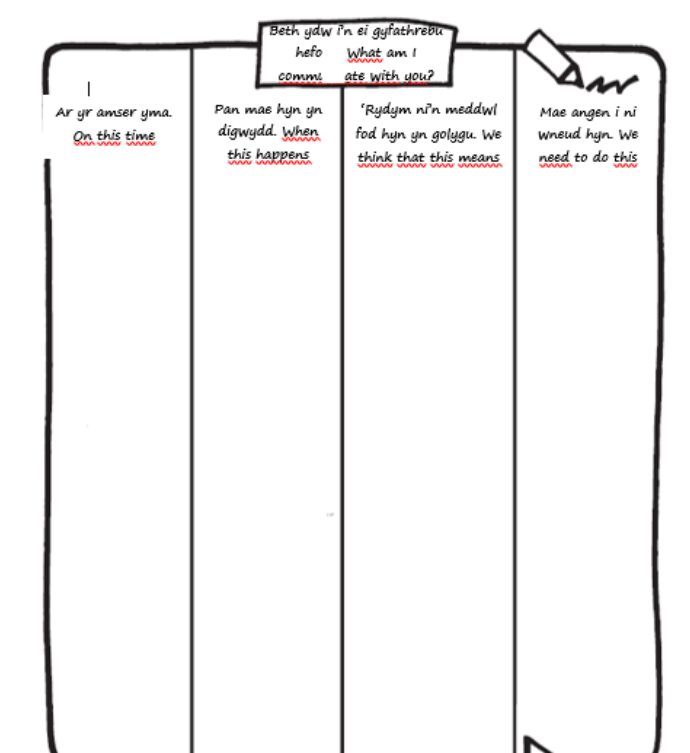 Beth ydw i'n ei gyfathrebu
hefo What am I
commu ate with you?
Ar yr amser yma.
On this time
Pan mae hyn yn
digwydd. When
this happens
'Rydym ni'n meddwl
fod hyn yn golygu. We
think that this means
Mae angen i ni
wneud hyn. We
need to do this